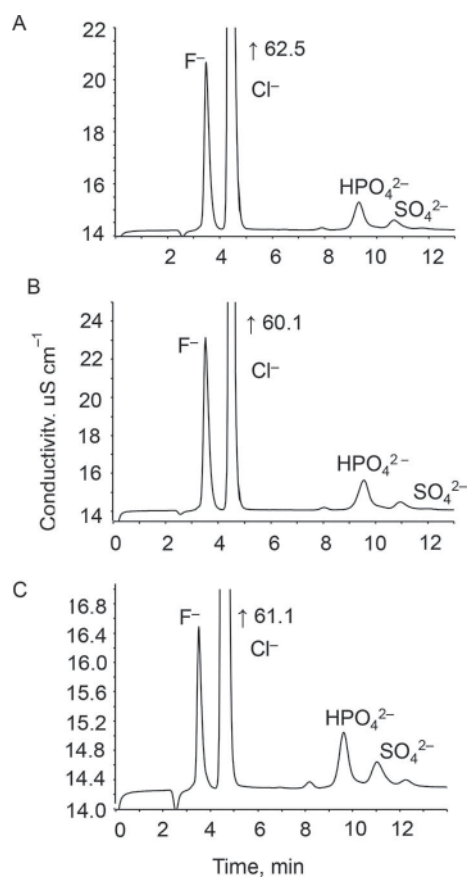 A
22
20
18
16
14
F⁻
↑ 62.5
Cl⁻
HPO₄²⁻
SO₄²⁻
2 4 6 8 10 12
B
24
22
20
18
16
14
F⁻
↑ 60.1
Cl⁻
HPO₄²⁻
SO₄²⁻
0 2 4 6 8 10 12
Conductivity. uS cm⁻¹
C
16.8
16.4
16.0
15.6
15.2
14.8
14.4
14.0
F⁻
↑ 61.1
Cl⁻
HPO₄²⁻
SO₄²⁻
0 2 4 6 8 10 12
Time, min